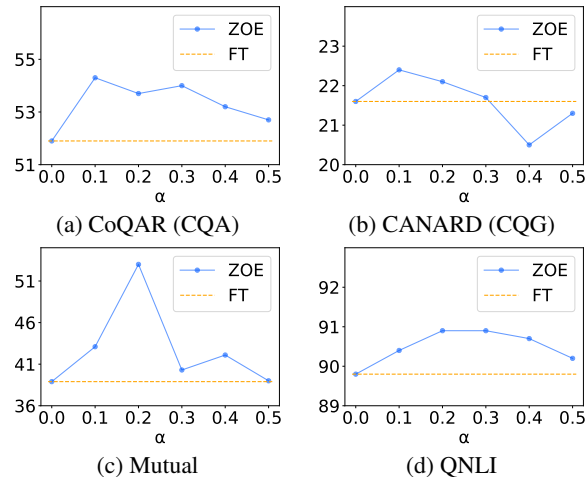 ZOE
FT
55
53
51
0.0 0.1 0.2 0.3 0.4 0.5
α
(a) CoQAR (CQA)
ZOE
FT
23
22
21
20
0.0 0.1 0.2 0.3 0.4 0.5
α
(b) CANARD (CQG)
ZOE
FT
51
46
41
36
0.0 0.1 0.2 0.3 0.4 0.5
α
(c) Mutual
ZOE
FT
92
91
90
89
0.0 0.1 0.2 0.3 0.4 0.5
α
(d) QNLI